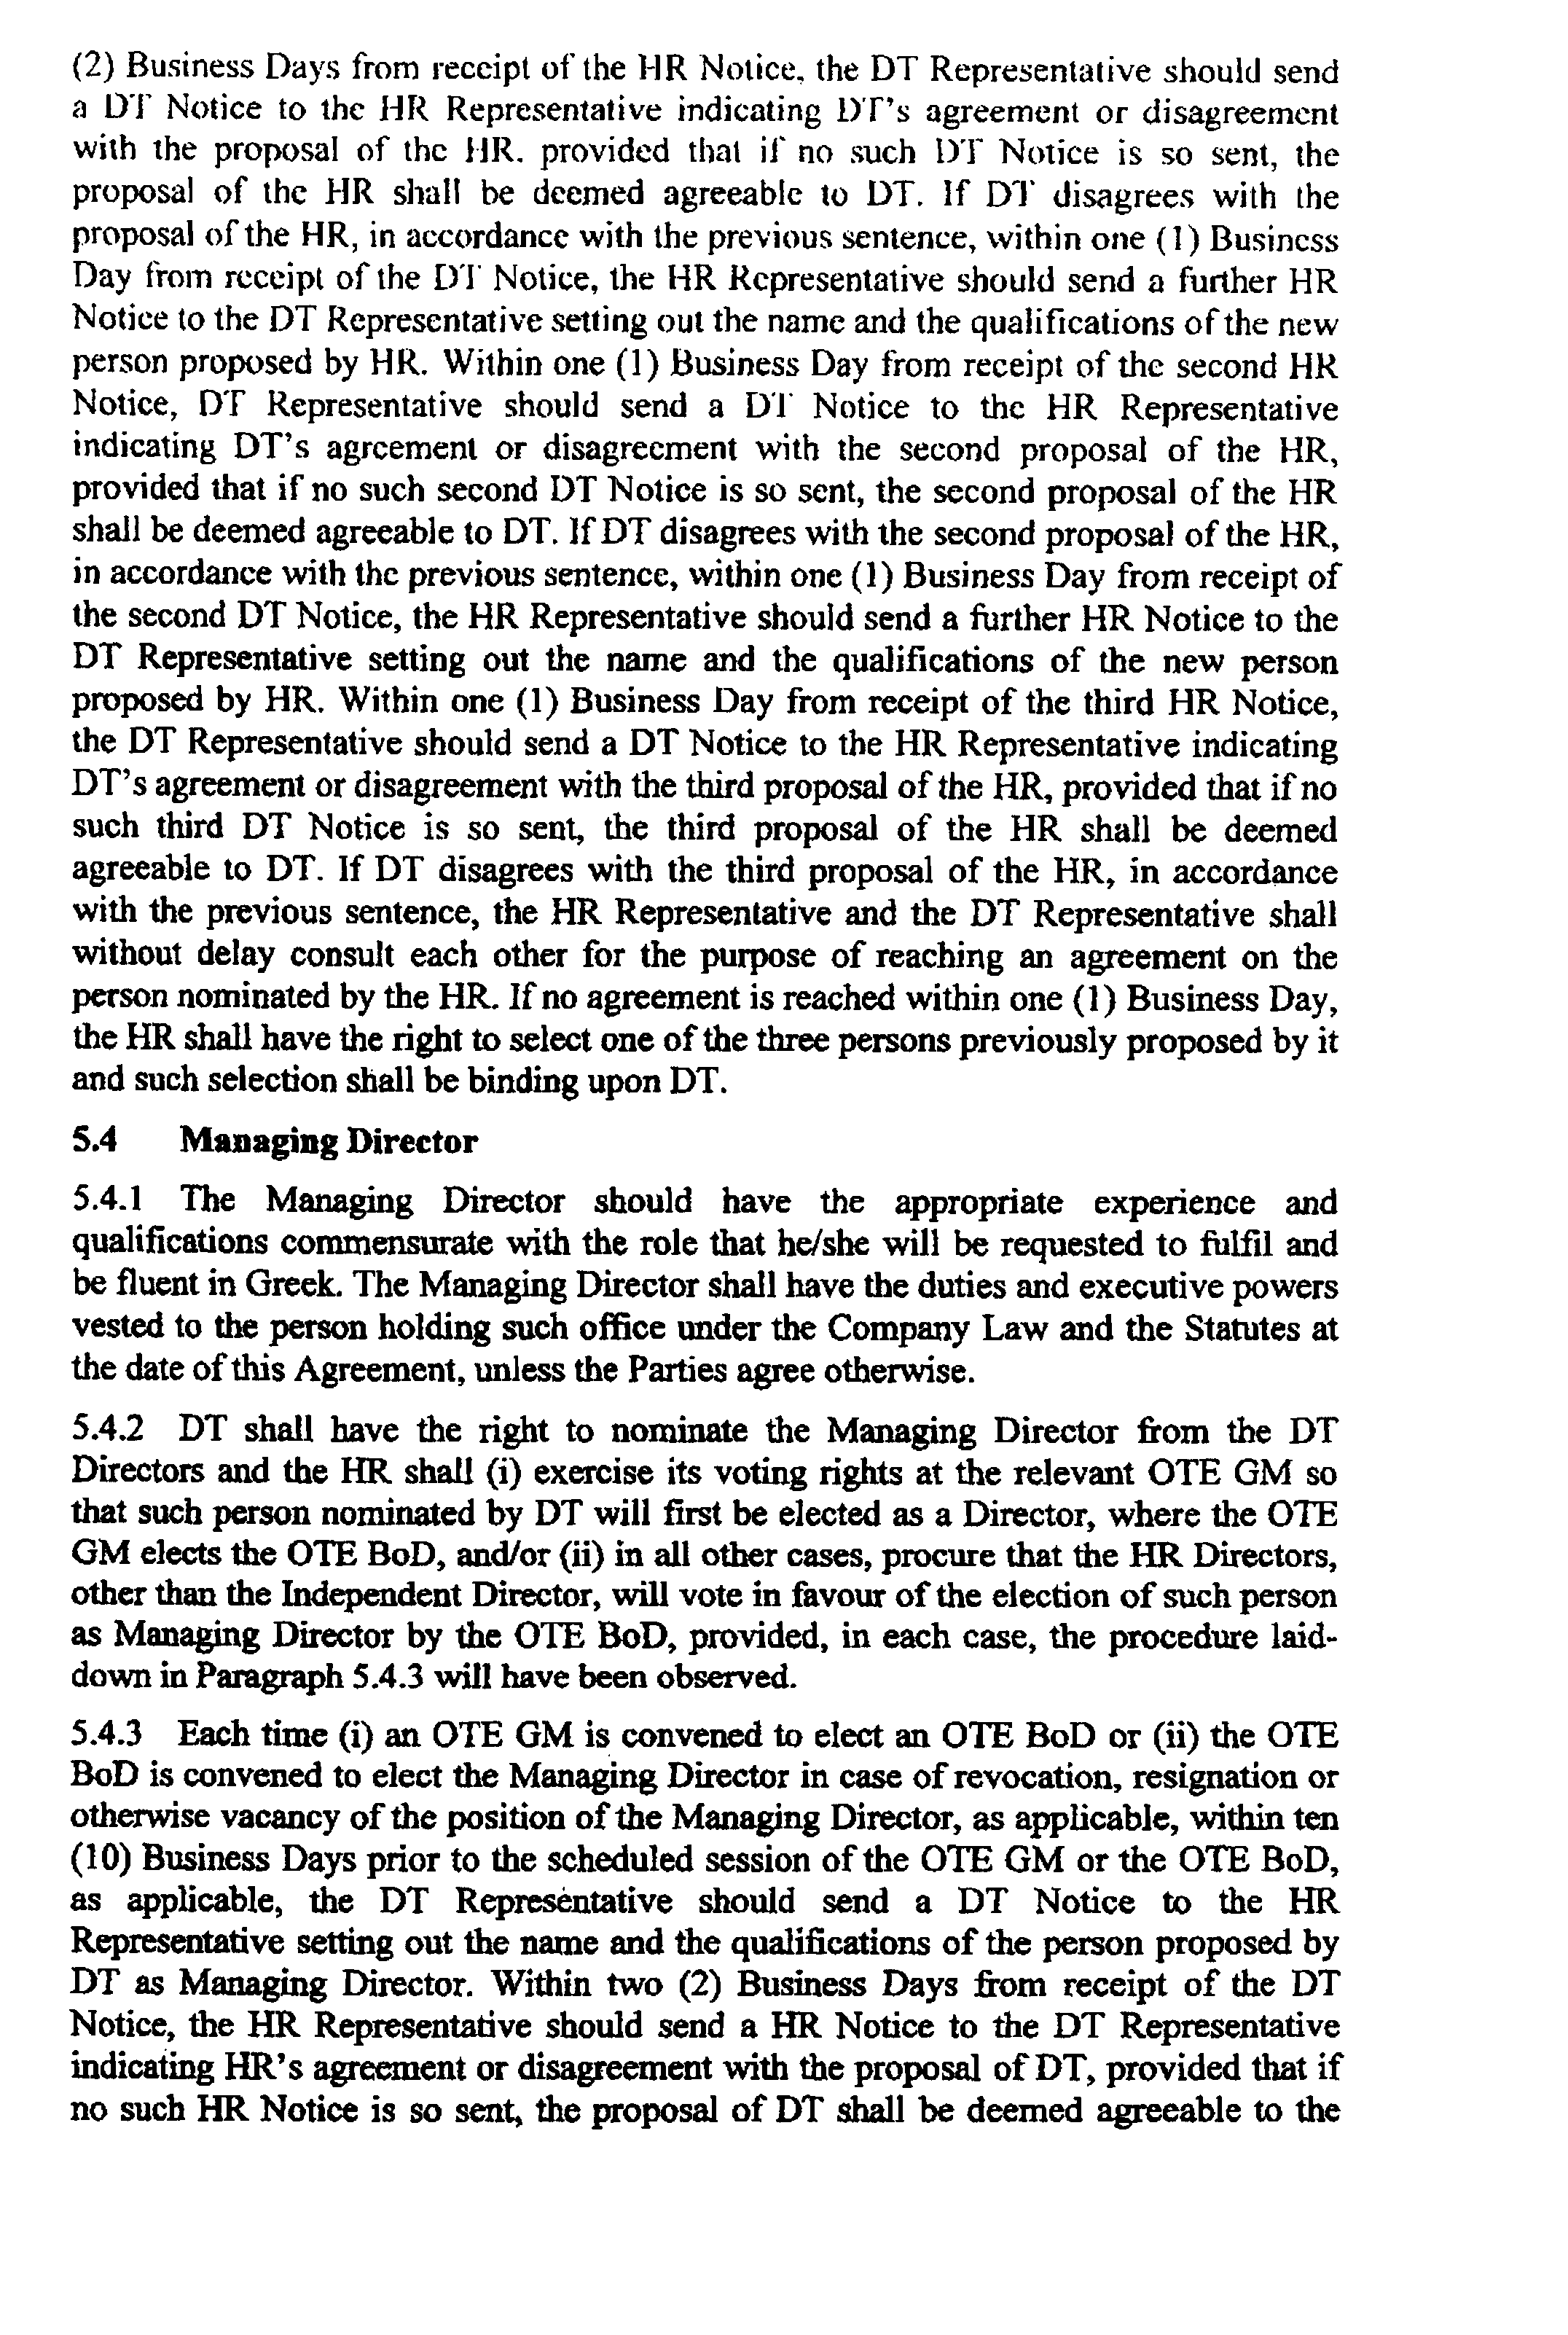 (2) Business Days from receipt of the HR Notice, the DT Representative should send
a DT Notice to the HR Representative indicating DT's agreement or disagreement
with the proposal of the HR. provided that if no such DT Notice is so sent, the
proposal of the HR shall be deemed agreeable to DT. If DT disagrees with the
proposal of the HR, in accordance with the previous sentence, within one (1) Business
Day from receipt of the DT Notice, the HR Representative should send a further HR
Notice to the DT Representative setting out the name and the qualifications of the new
person proposed by HR. Within one (1) Business Day from receipt of the second HR
Notice, DT Representative should send a DT Notice to the HR Representative
indicating DT's agreement or disagreement with the second proposal of the HR,
provided that if no such second DT Notice is so sent, the second proposal of the HR
shall be deemed agreeable to DT. If DT disagrees with the second proposal of the HR,
in accordance with the previous sentence, within one (1) Business Day from receipt of
the second DT Notice, the HR Representative should send a further HR Notice to the
DT Representative setting out the name and the qualifications of the new person
proposed by HR. Within one (1) Business Day from receipt of the third HR Notice,
the DT Representative should send a DT Notice to the HR Representative indicating
DT's agreement or disagreement with the third proposal of the HR, provided that if no
such third DT Notice is so sent, the third proposal of the HR shall be deemed
agreeable to DT. If DT disagrees with the third proposal of the HR, in accordance
with the previous sentence, the HR Representative and the DT Representative shall
without delay consult each other for the purpose of reaching an agreement on the
person nominated by the HR. If no agreement is reached within one (1) Business Day,
the HR shall have the right to select one of the three persons previously proposed by it
and such selection shall be binding upon DT.
5.4 Managing Director
5.4.1 The Managing Director should have the appropriate experience and
qualifications commensurate with the role that he/she will be requested to fulfil and
be fluent in Greek. The Managing Director shall have the duties and executive powers
vested to the person holding such office under the Company Law and the Statutes at
the date of this Agreement, unless the Parties agree otherwise.
5.4.2 DT shall have the right to nominate the Managing Director from the DT
Directors and the HR shall (i) exercise its voting rights at the relevant OTE GM so
that such person nominated by DT will first be elected as a Director, where the OTE
GM elects the OTE BoD, and/or (ii) in all other cases, procure that the HR Directors,
other than the Independent Director, will vote in favour of the election of such person
as Managing Director by the OTE BoD, provided, in each case, the procedure laid-
down in Paragraph 5.4.3 will have been observed.
5.4.3 Each time (i) an OTE GM is convened to elect an OTE BoD or (ii) the OTE
BoD is convened to elect the Managing Director in case of revocation, resignation or
otherwise vacancy of the position of the Managing Director, as applicable, within ten
(10) Business Days prior to the scheduled session of the OTE GM or the OTE BoD,
as applicable, the DT Representative should send a DT Notice to the HR
Representative setting out the name and the qualifications of the person proposed by
DT as Managing Director. Within two (2) Business Days from receipt of the DT
Notice, the HR Representative should send a HR Notice to the DT Representative
indicating HR's agreement or disagreement with the proposal of DT, provided that if
no such HR Notice is so sent, the proposal of DT shall be deemed agreeable to the